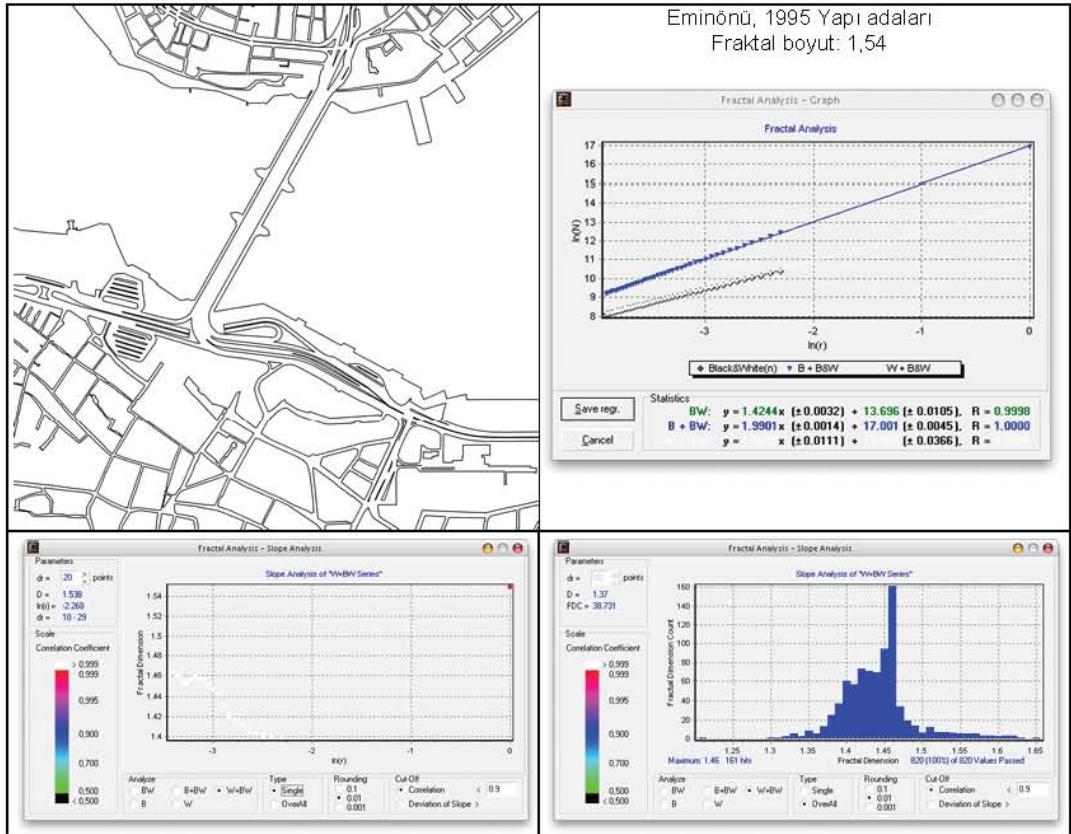 Eminönü, 1995 Yapı adaları
Fraktal boyut: 1,54
Fractal Analysis - Graph
Fractal Analysis
17
16
15
14
13
12
11
10
9
8
ln(N)
-3
-2
-1
0
ln(r)
Black&White(n) B + B&W W + B&W
Save regr.
Cancel
Statistics
BW: y = 1.4244x (± 0.0032) + 13.696 (± 0.0105), R = 0.9998
B + BW: y = 1.9901x (± 0.0014) + 17.001 (± 0.0045), R = 1.0000
y = x (± 0.0111) + (± 0.0366), R =
Fractal Analysis - Slope Analysis
Parameters
dr = 20 points
D = 1.538
ln(r) = -2.268
dr = 10 - 29
Scale
Correlation Coefficient
> 0.999
0.999
0.995
0.900
0.700
0.500
< 0.500
Slope Analysis of "W+BW Series"
Fractal Dimension
1.54
1.52
1.5
1.48
1.46
1.44
1.42
1.4
-3
-2
-1
0
ln(r)
Analyze
BW B+BW W+BW
B W
Type
Single
OverAll
Rounding
0.1
0.01
0.001
Cut-Off
Correlation < 0.9
Deviation of Slope >
Fractal Analysis - Slope Analysis
Parameters
dr = points
D = 1.37
FDC = 38.731
Scale
Correlation Coefficient
> 0.999
0.999
0.995
0.900
0.700
0.500
< 0.500
Slope Analysis of "W+BW Series"
Fractal Dimension Count
160
140
120
100
80
60
40
20
0
1.25 1.3 1.35 1.4 1.45 1.5 1.55 1.6 1.65
Maximum: 1.46 161 hits Fractal Dimension 820 (100%) of 820 Values Passed
Analyze
BW B+BW W+BW
B W
Type
Single
OverAll
Rounding
0.1
0.01
0.001
Cut-Off
Correlation < 0.9
Deviation of Slope >